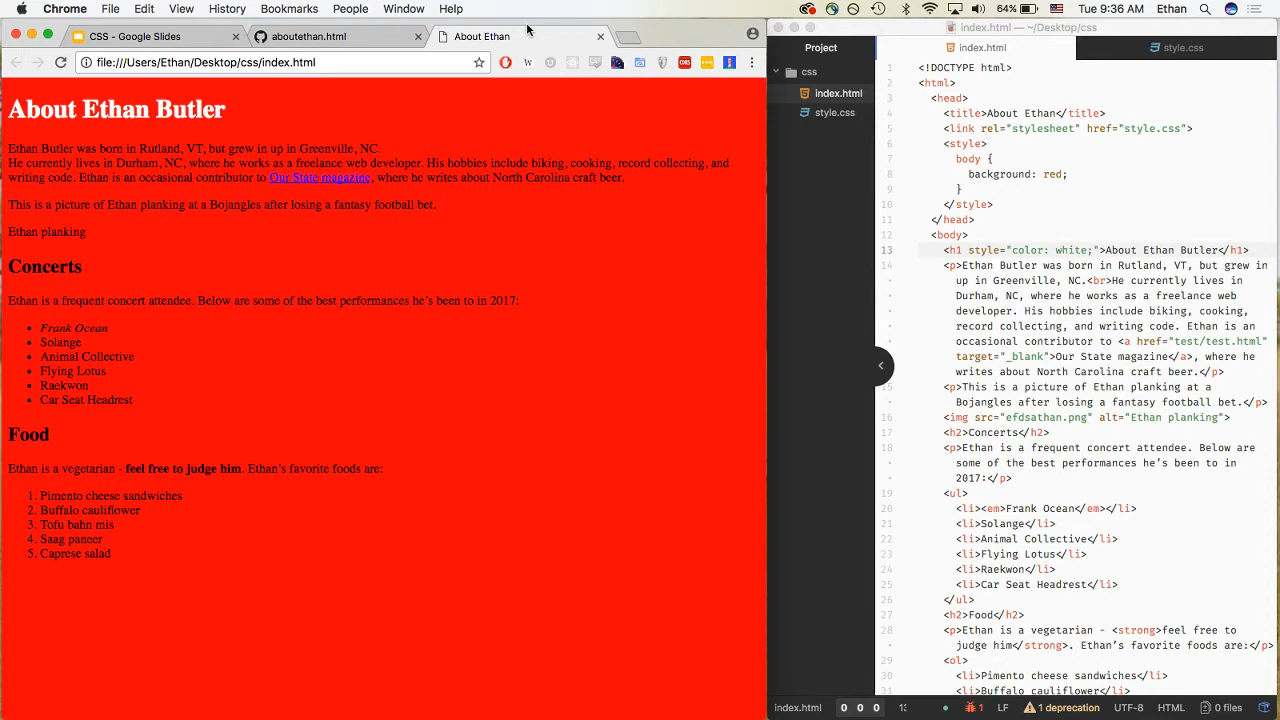 Chrome File Edit View History Bookmarks People Window Help
Tue 9:36 AM Ethan
CSS - Google Slides
aboutethan.html
About Ethan
file:///Users/Ethan/Desktop/css/index.html
About Ethan Butler
Ethan Butler was born in Rutland, VT, but grew in up in Greenville, NC.
He currently lives in Durham, NC, where he works as a freelance web developer. His hobbies include biking, cooking, record collecting, and
writing code. Ethan is an occasional contributor to Our State magazine, where he writes about North Carolina craft beer.
This is a picture of Ethan planking at a Bojangles after losing a fantasy football bet.
Ethan planking
Concerts
Ethan is a frequent concert attendee. Below are some of the best performances he's been to in 2017:
• Frank Ocean
• Solange
• Animal Collective
• Flying Lotus
• Raekwon
• Car Seat Headrest
Food
Ethan is a vegetarian - feel free to judge him. Ethan's favorite foods are:
1. Pimento cheese sandwiches
2. Buffalo cauliflower
3. Tofu bahn mis
4. Saag paneer
5. Caprese salad
index.html — ~/Desktop/css
Project
index.html
style.css
css
index.html
style.css
1 <!DOCTYPE html>
2 <html>
3 <head>
4 <title>About Ethan</title>
5 <link rel="stylesheet" href="style.css">
6 <style>
7 body {
8 background: red;
9 }
10 </style>
11 </head>
12 <body>
13 <h1 style="color: white;">About Ethan Butler</h1>
14 <p>Ethan Butler was born in Rutland, VT, but grew in
• up in Greenville, NC.<br>He currently lives in
• Durham, NC, where he works as a freelance web
• developer. His hobbies include biking, cooking,
• record collecting, and writing code. Ethan is an
• occasional contributor to <a href="test/test.html"
• target="_blank">Our State magazine</a>, where he
• writes about North Carolina craft beer.</p>
15 <p>This is a picture of Ethan planking at a
• Bojangles after losing a fantasy football bet.</p>
16 <img src="efdsathan.png" alt="Ethan planking">
17 <h2>Concerts</h2>
18 <p>Ethan is a frequent concert attendee. Below are
• some of the best performances he's been to in
• 2017:</p>
19 <ul>
20 <li><em>Frank Ocean</em></li>
21 <li>Solange</li>
22 <li>Animal Collective</li>
23 <li>Flying Lotus</li>
24 <li>Raekwon</li>
25 <li>Car Seat Headrest</li>
26 </ul>
27 <h2>Food</h2>
28 <p>Ethan is a vegetarian - <strong>feel free to
• judge him</strong>. Ethan's favorite foods are:</p>
29 <ol>
30 <li>Pimento cheese sandwiches</li>
31 <li>Buffalo cauliflower</li>
index.html 0 0 0 13 LF 1 1 deprecation UTF-8 HTML 0 files